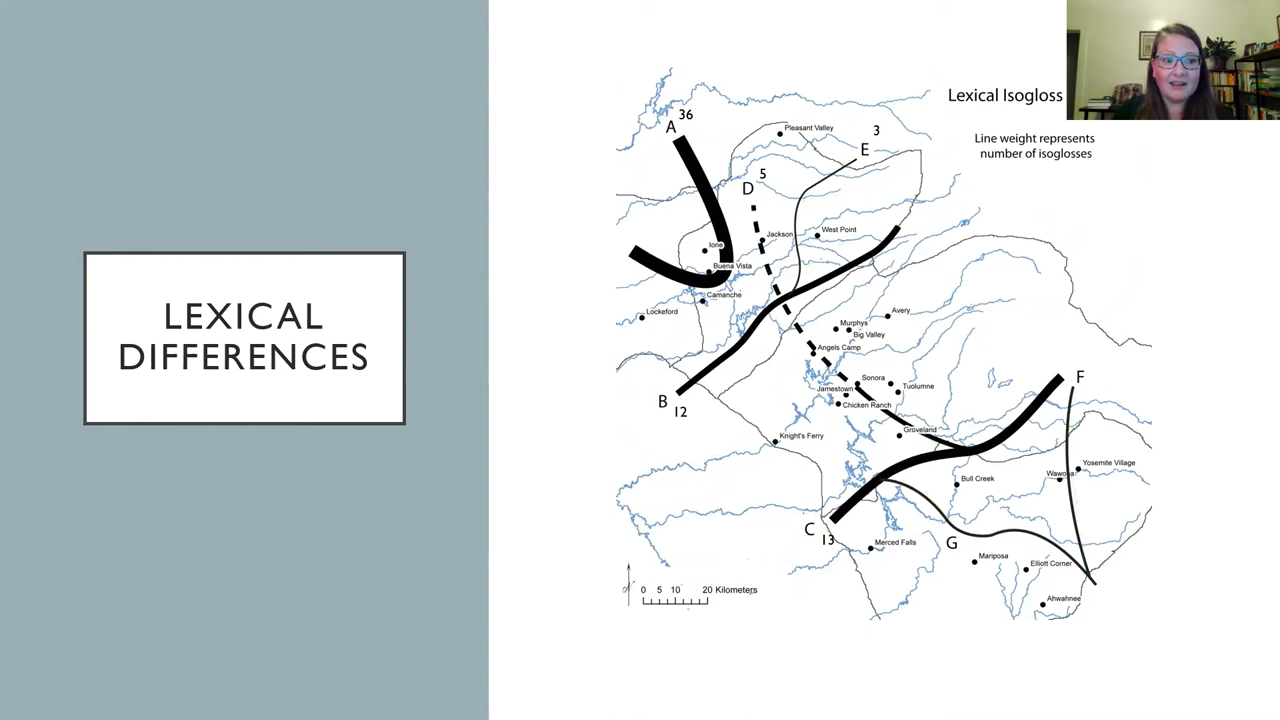 LEXICAL
DIFFERENCES
Lexical Isogloss
Line weight represents
number of isoglosses
36
A
Pleasant Valley
3
E
5
D
Jackson
West Point
Ione
Buena Vista
Camanche
Lockeford
Avery
Murphys
Big Valley
Angels Camp
Sonora
Jamestown
Tuolumne
Chicken Ranch
F
B
12
Groveland
Knight's Ferry
Yosemite Village
Wawona
Bull Creek
C
13
G
Merced Falls
Mariposa
Elliott Corner
Ahwahnee
0 5 10 20 Kilometers